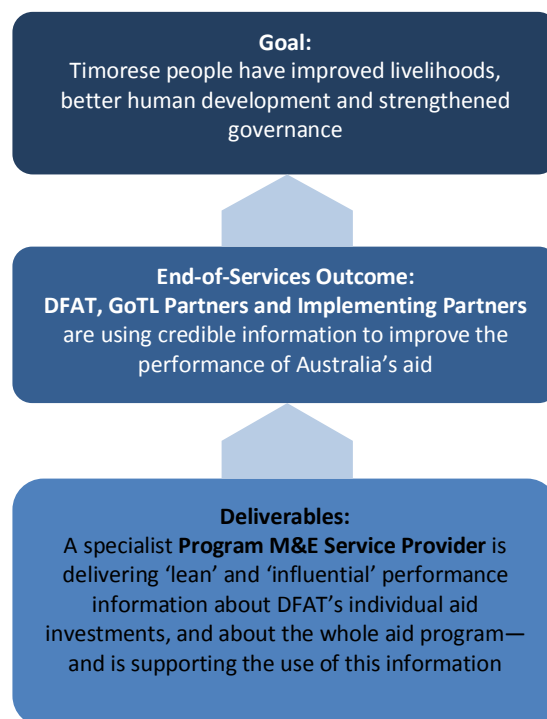 Goal:
Timorese people have improved livelihoods,
better human development and strengthened
governance
End-of-Services Outcome:
DFAT, GoTL Partners and Implementing Partners
are using credible information to improve the
performance of Australia’s aid
Deliverables:
A specialist Program M&E Service Provider is
delivering ‘lean’ and ‘influential’ performance
information about DFAT’s individual aid
investments, and about the whole aid program—
and is supporting the use of this information